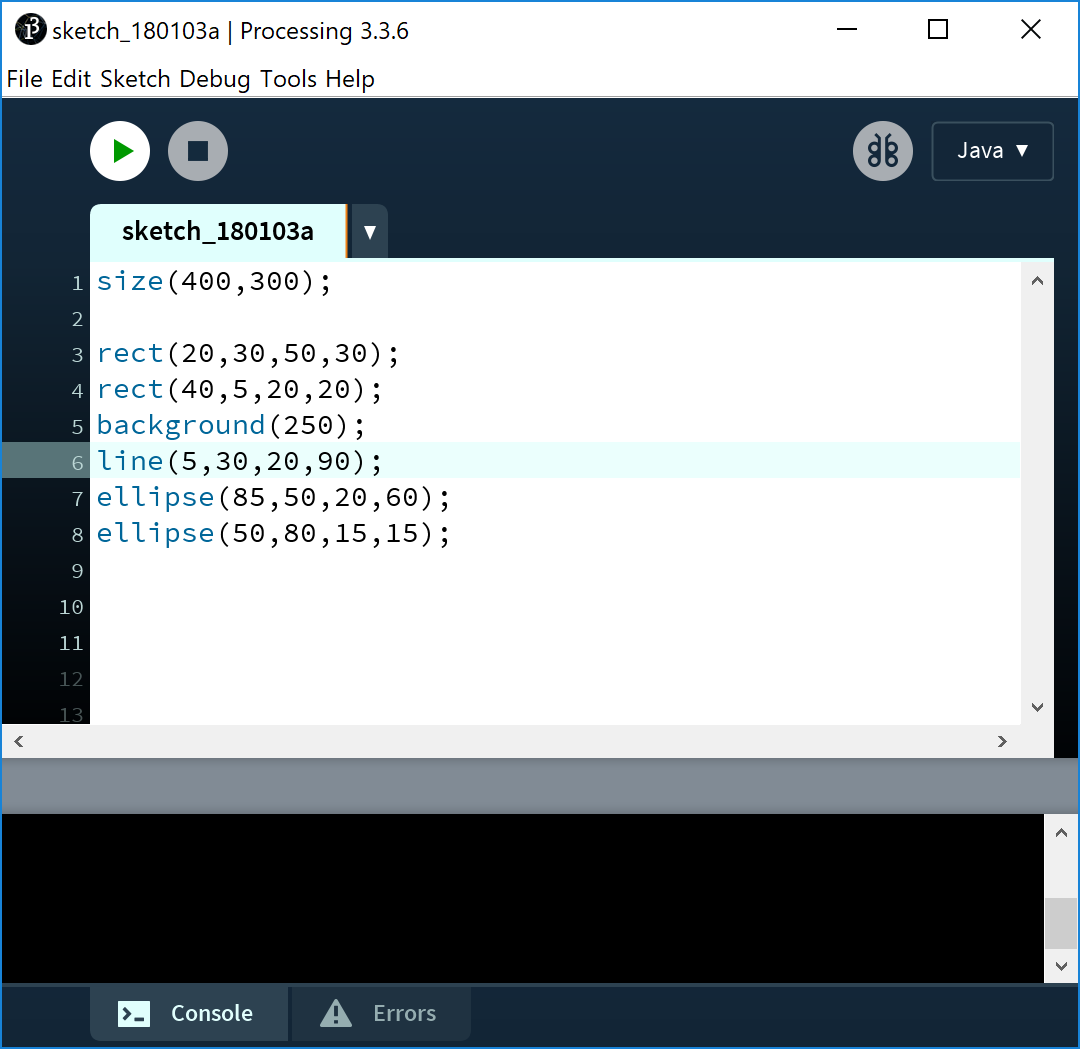 sketch_180103a | Processing 3.3.6
File Edit Sketch Debug Tools Help
Java ▼
sketch_180103a ▼
1 size(400,300);
2
3 rect(20,30,50,30);
4 rect(40,5,20,20);
5 background(250);
6 line(5,30,20,90);
7 ellipse(85,50,20,60);
8 ellipse(50,80,15,15);
9
10
11
12
13
Console Errors